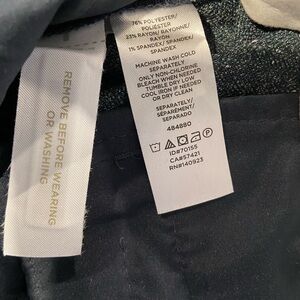 76% POLYESTER/
POLIÉSTER
23% RAYON/RAYONNE/
RAYON
1% SPANDEX/SPANDEX/
SPANDEX
MACHINE WASH COLD
SEPARATELY
ONLY NON-CHLORINE
BLEACH WHEN NEEDED
TUMBLE DRY LOW
COOL IRON IF NEEDED
OR DRY CLEAN
SEPARATELY/
SÉPARÉMENT/
SEPARADO
484880
ID#70155
CA#57421
RN#140923
REMOVE BEFORE WEARING
OR WASHING